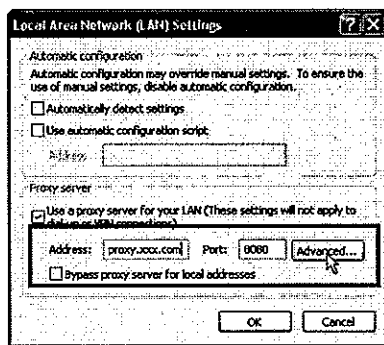 Local Area Network (LAN) Settings
Automatic configuration
Automatic configuration may override manual settings. To ensure the
use of manual settings, disable automatic configuration.
Automatically detect settings
Use automatic configuration script
Address:
Proxy server
Use a proxy server for your LAN (These settings will not apply to
dial-up or VPN connections).
Address: proxy.xxx.com Port: 8080 Advanced...
Bypass proxy server for local addresses
OK Cancel